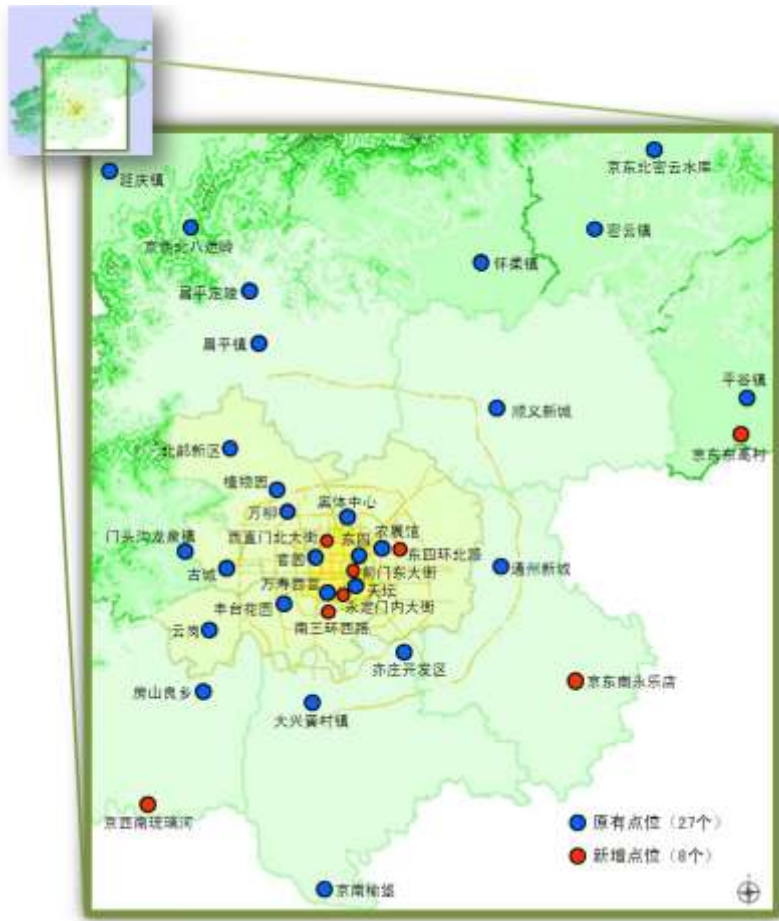 京东北密云水库
延庆镇
密云镇
京西北八达岭
怀柔镇
昌平定陵
昌平镇
平谷镇
顺义新城
京东东高村
北部新区
植物园
奥体中心
万柳
农展馆
西直门北大街
东四
门头沟龙泉镇
东四环北路
官园
古城
前门东大街
通州新城
万寿西宫
天坛
丰台花园
永定门内大街
南三环西路
云岗
亦庄开发区
京东南永乐店
房山良乡
大兴黄村镇
京西南琉璃河
原有点位（27个）
新增点位（8个）
京南榆垡